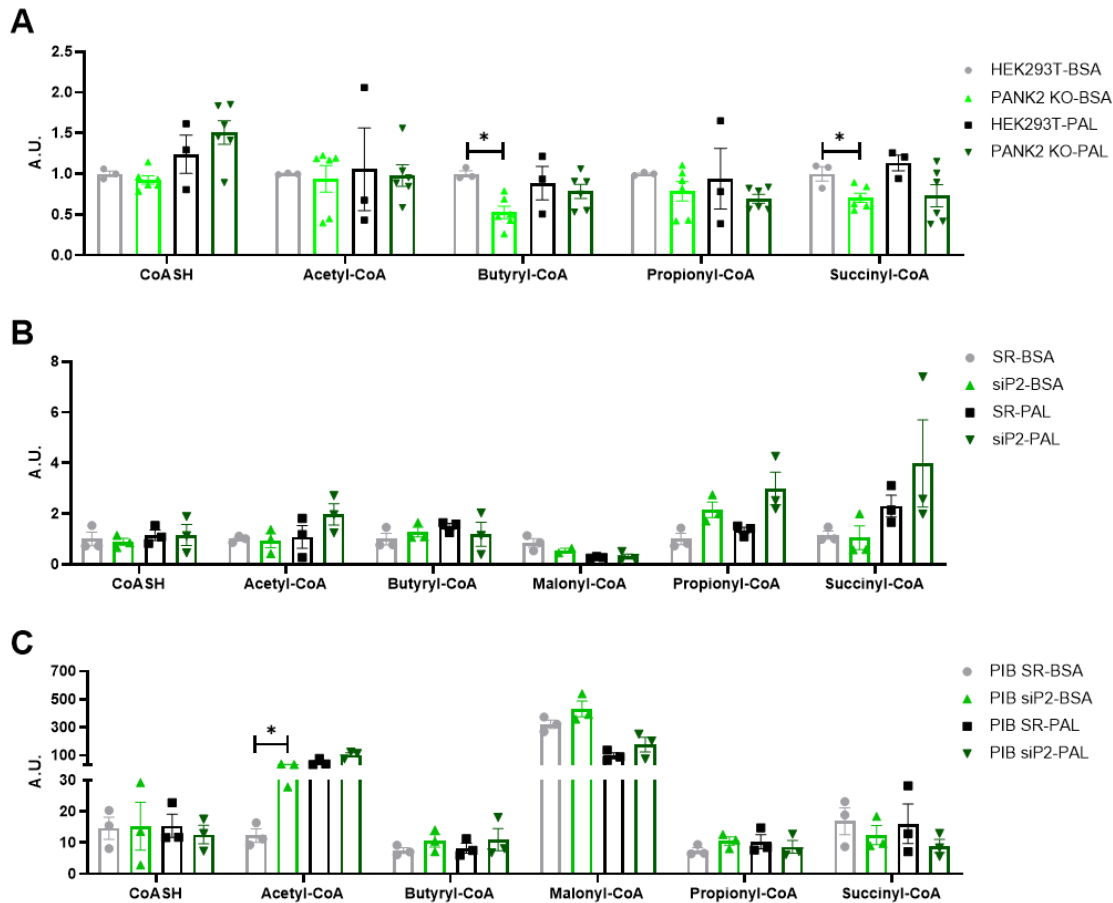 A
2.5
2.0
1.5
1.0
0.5
0.0
A.U.
*
*
CoASH
Acetyl-CoA
Butyryl-CoA
Propionyl-CoA
Succinyl-CoA
HEK293T-BSA
PANK2 KO-BSA
HEK293T-PAL
PANK2 KO-PAL
B
8
6
4
2
0
A.U.
CoASH
Acetyl-CoA
Butyryl-CoA
Malonyl-CoA
Propionyl-CoA
Succinyl-CoA
SR-BSA
siP2-BSA
SR-PAL
siP2-PAL
C
700
500
300
100
30
20
10
0
A.U.
*
CoASH
Acetyl-CoA
Butyryl-CoA
Malonyl-CoA
Propionyl-CoA
Succinyl-CoA
PIB SR-BSA
PIB siP2-BSA
PIB SR-PAL
PIB siP2-PAL